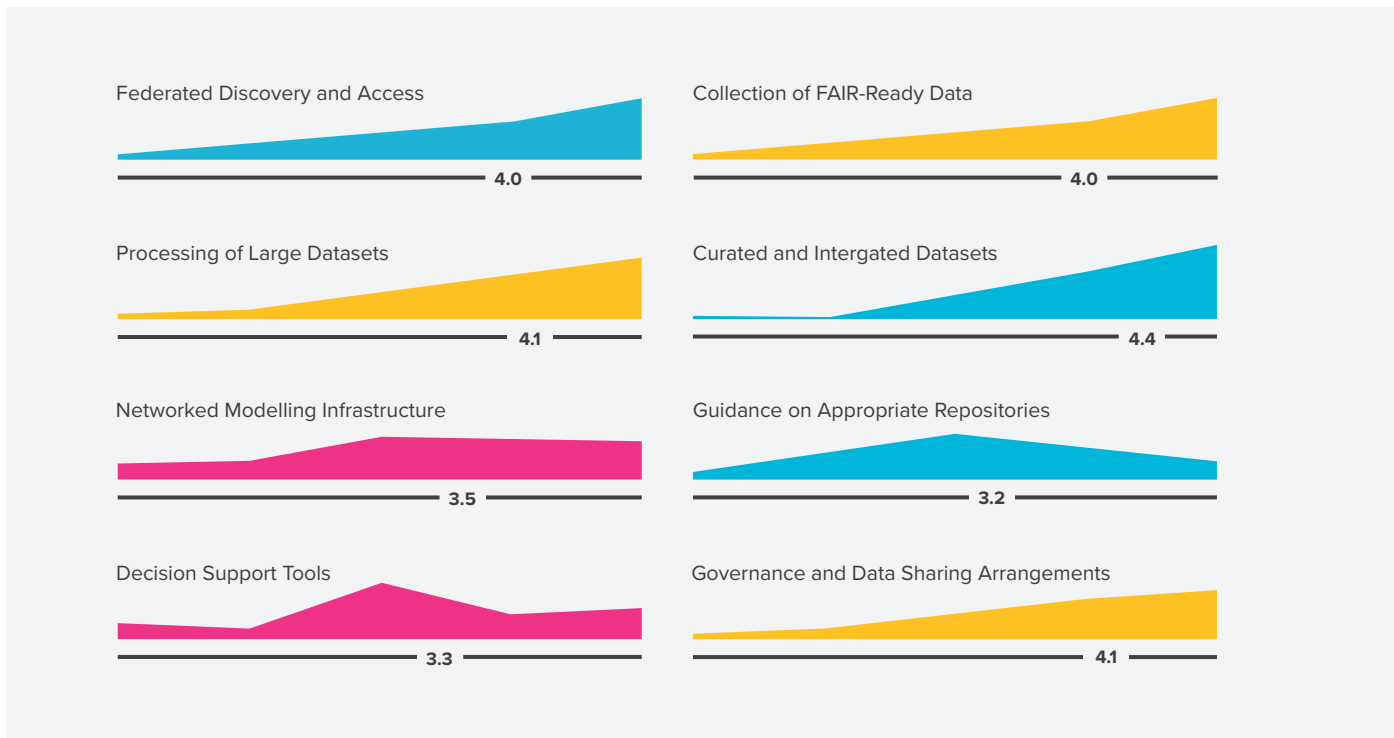 Federated Discovery and Access
4.0
Collection of FAIR-Ready Data
4.0
Processing of Large Datasets
4.1
Curated and Intergated Datasets
4.4
Networked Modelling Infrastructure
3.5
Guidance on Appropriate Repositories
3.2
Decision Support Tools
3.3
Governance and Data Sharing Arrangements
4.1